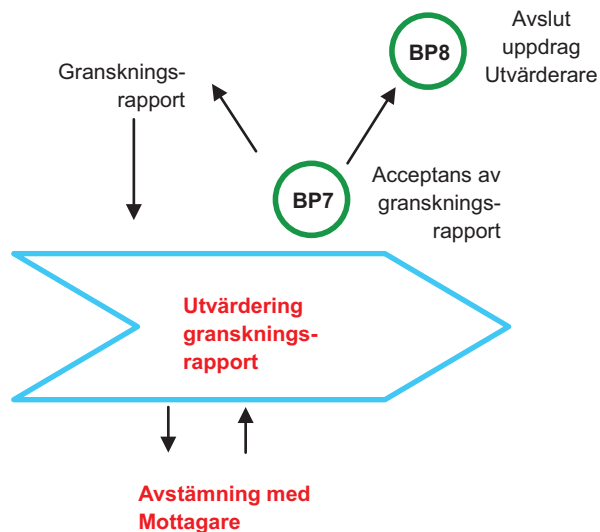 Avslut
uppdrag
Utvärderare
BP8
Gransknings-
rapport
BP7
Acceptans av
gransknings-
rapport
Utvärdering
gransknings-
rapport
Avstämning med
Mottagare